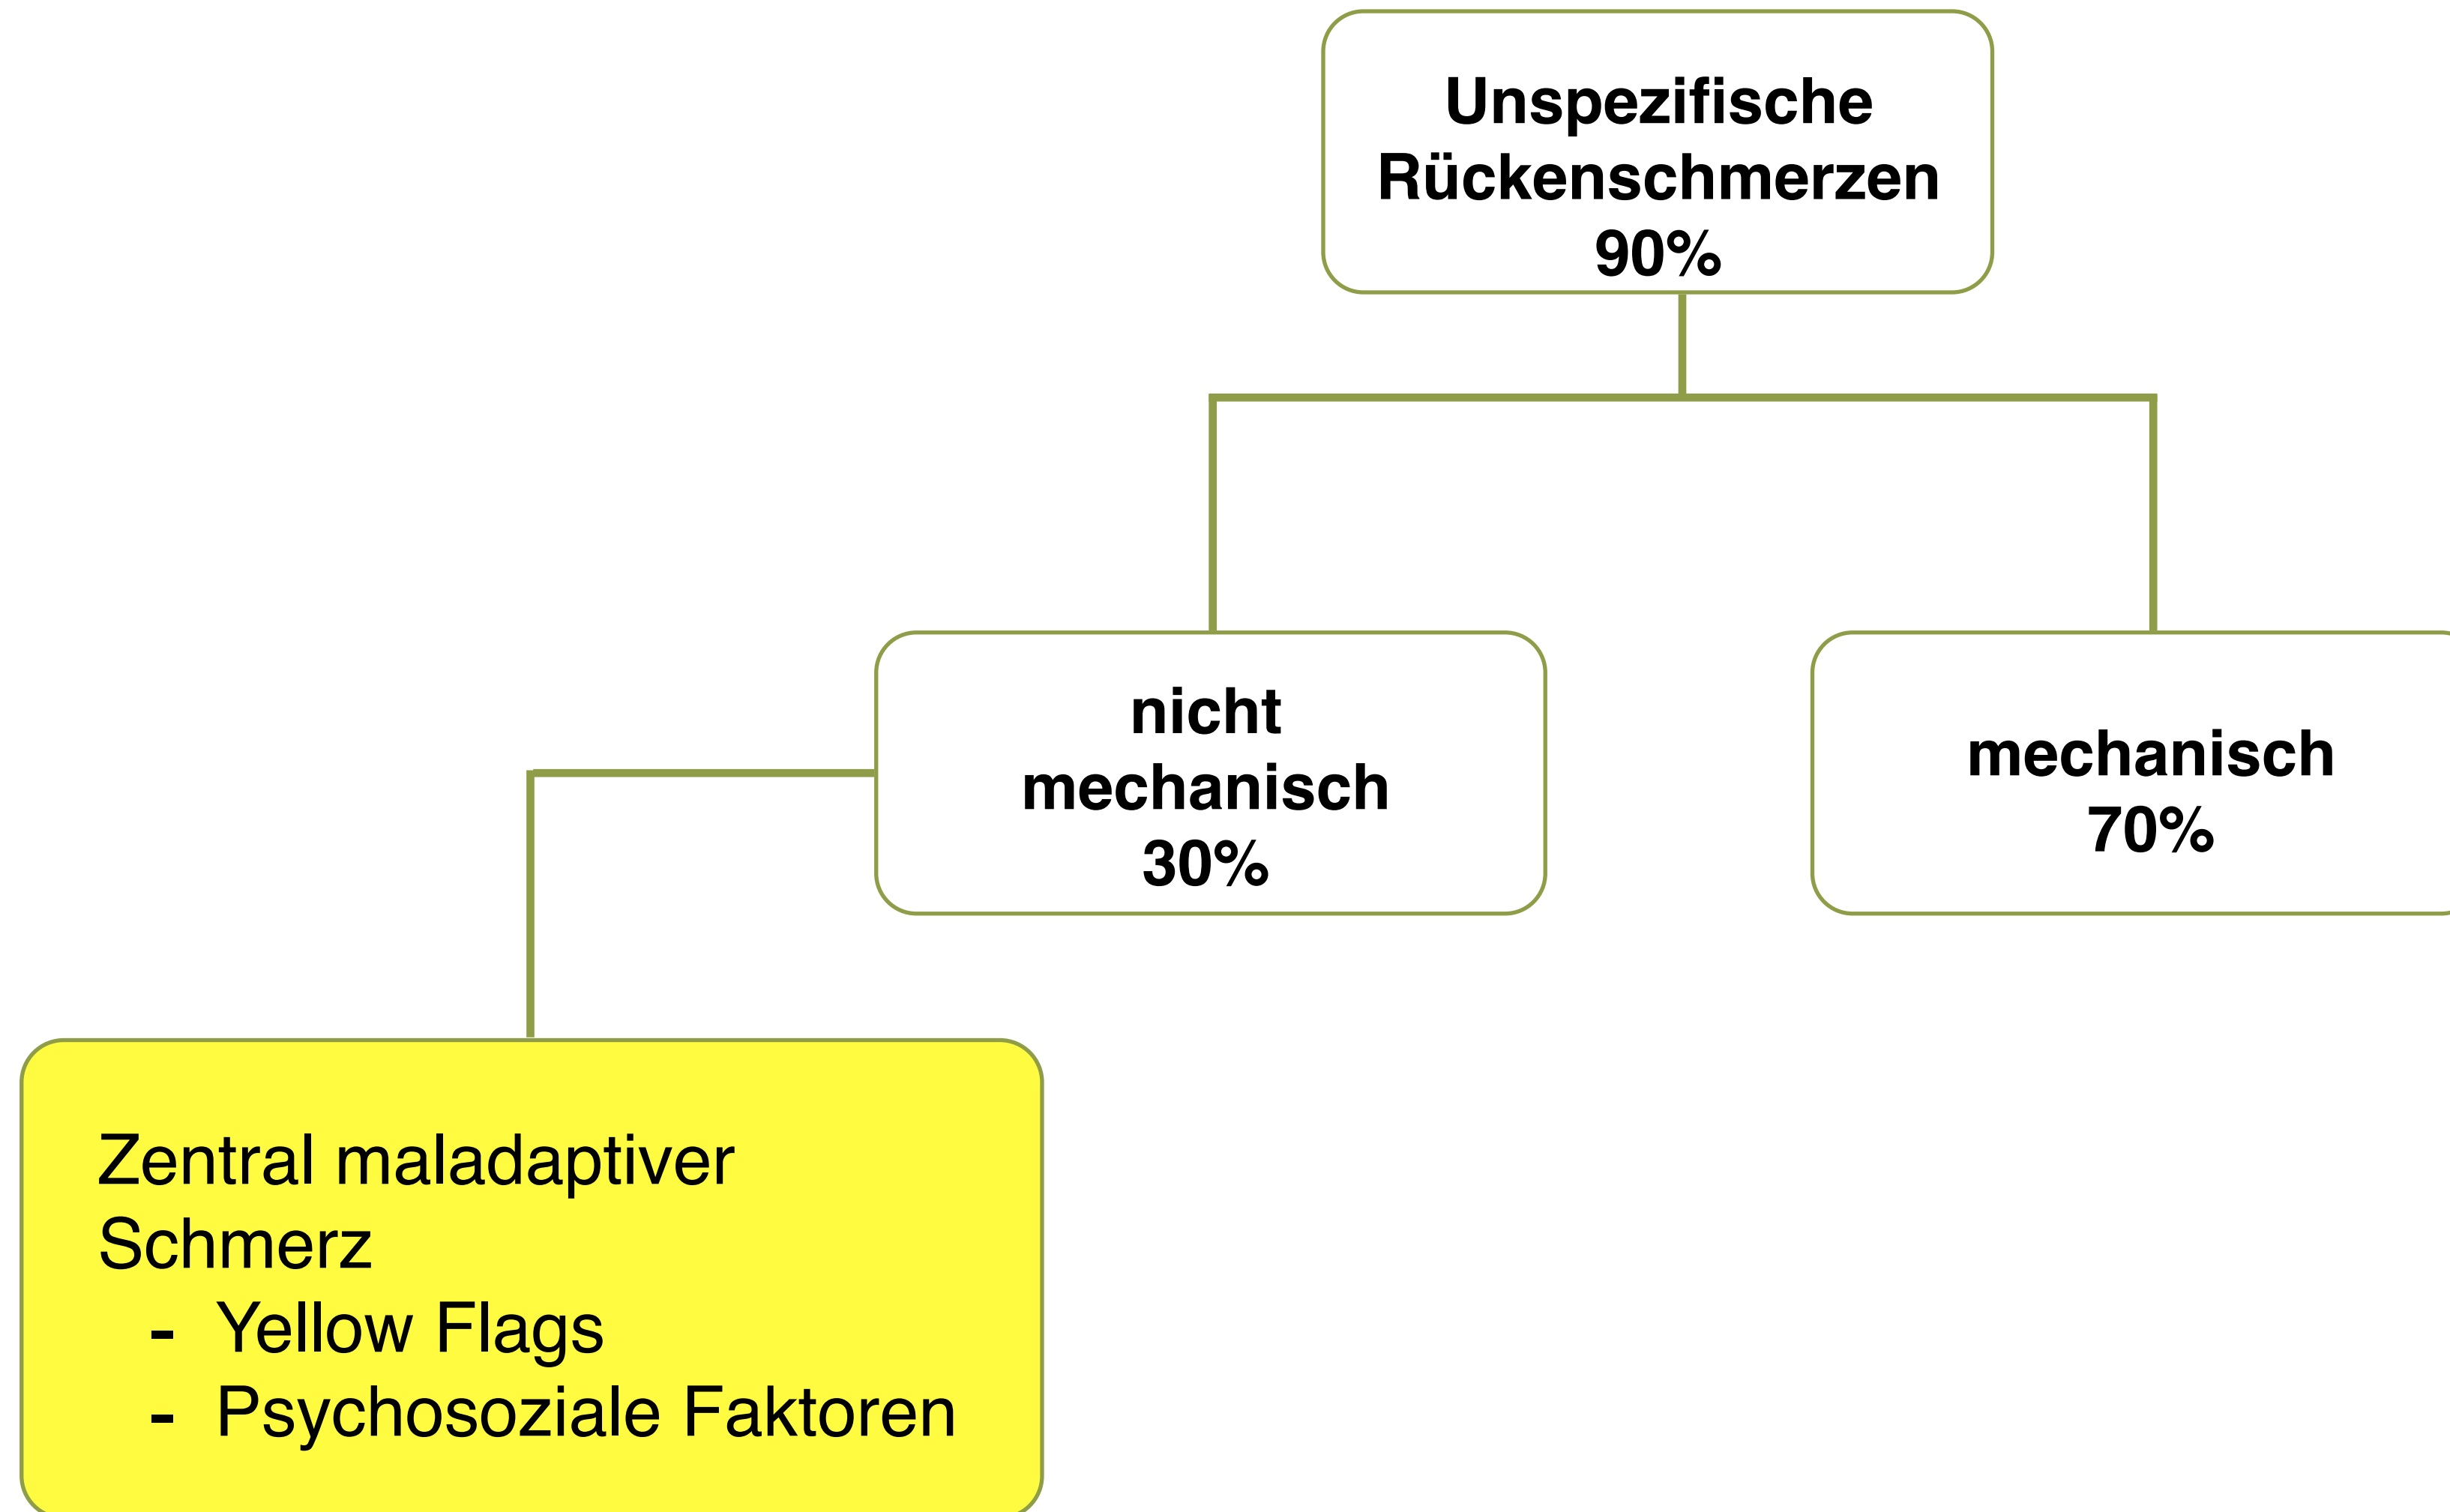 Unspezifische
Rückenschmerzen
90%
nicht
mechanisch
30%
mechanisch
70%
Zentral maladaptiver
Schmerz
- Yellow Flags
- Psychosoziale Faktoren